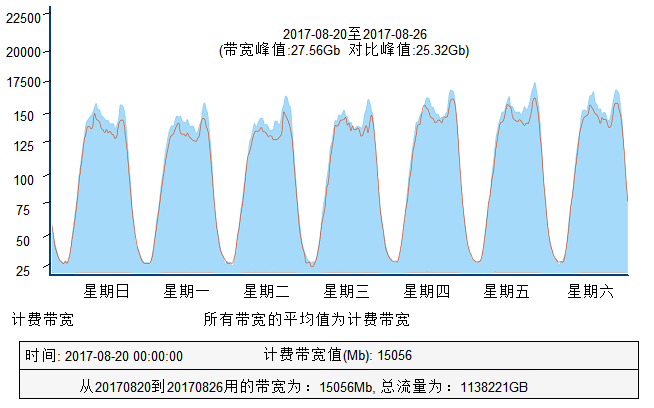 22500
2017-08-20至2017-08-26
20000
(带宽峰值:27.56Gb 对比峰值:25.32Gb)
17500
150
125
100
75
50
25
星期日 星期一 星期二 星期三 星期四 星期五 星期六
计费带宽 所有带宽的平均值为计费带宽
时间: 2017-08-20 00:00:00 计费带宽值(Mb): 15056
从20170820到20170826用的带宽为：15056Mb, 总流量为：1138221GB